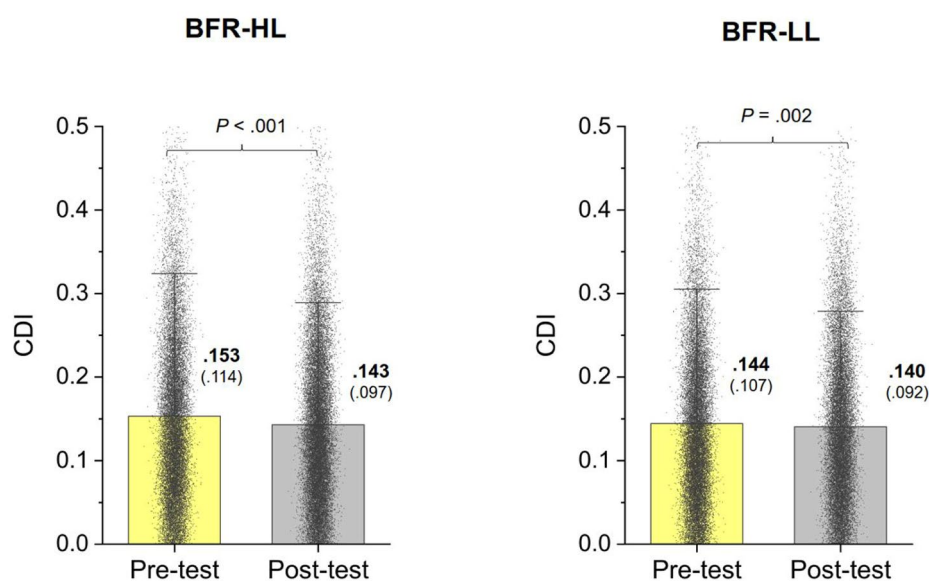 BFR-HL
P < .001
0.5
0.4
0.3
0.2
0.1
0.0
CDI
.153
(.114)
.143
(.097)
Pre-test
Post-test
BFR-LL
P = .002
0.5
0.4
0.3
0.2
0.1
0.0
CDI
.144
(.107)
.140
(.092)
Pre-test
Post-test